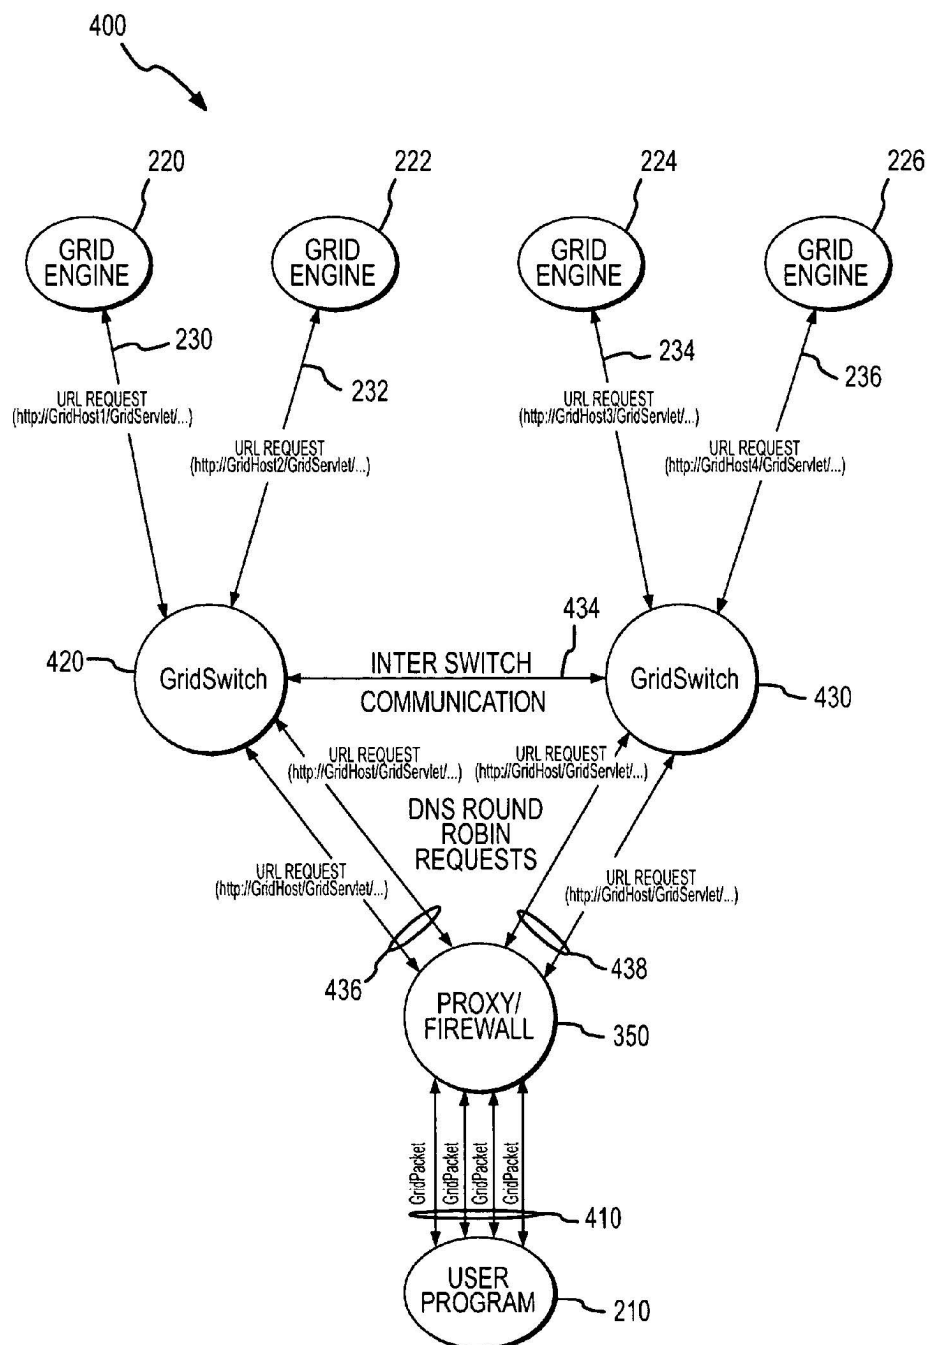 400
220
222
224
226
GRID
ENGINE
GRID
ENGINE
GRID
ENGINE
GRID
ENGINE
230
232
234
236
URL REQUEST
(http://GridHost1/GridServlet/...)
URL REQUEST
(http://GridHost2/GridServlet/...)
URL REQUEST
(http://GridHost3/GridServlet/...)
URL REQUEST
(http://GridHost4/GridServlet/...)
420
GridSwitch
INTER SWITCH
COMMUNICATION
434
GridSwitch
430
URL REQUEST
(http://GridHost/GridServlet/...)
URL REQUEST
(http://GridHost/GridServlet/...)
DNS ROUND
ROBIN
REQUESTS
URL REQUEST
(http://GridHost/GridServlet/...)
URL REQUEST
(http://GridHost/GridServlet/...)
436
438
PROXY/
FIREWALL
350
GridPacket
GridPacket
GridPacket
GridPacket
410
USER
PROGRAM
210